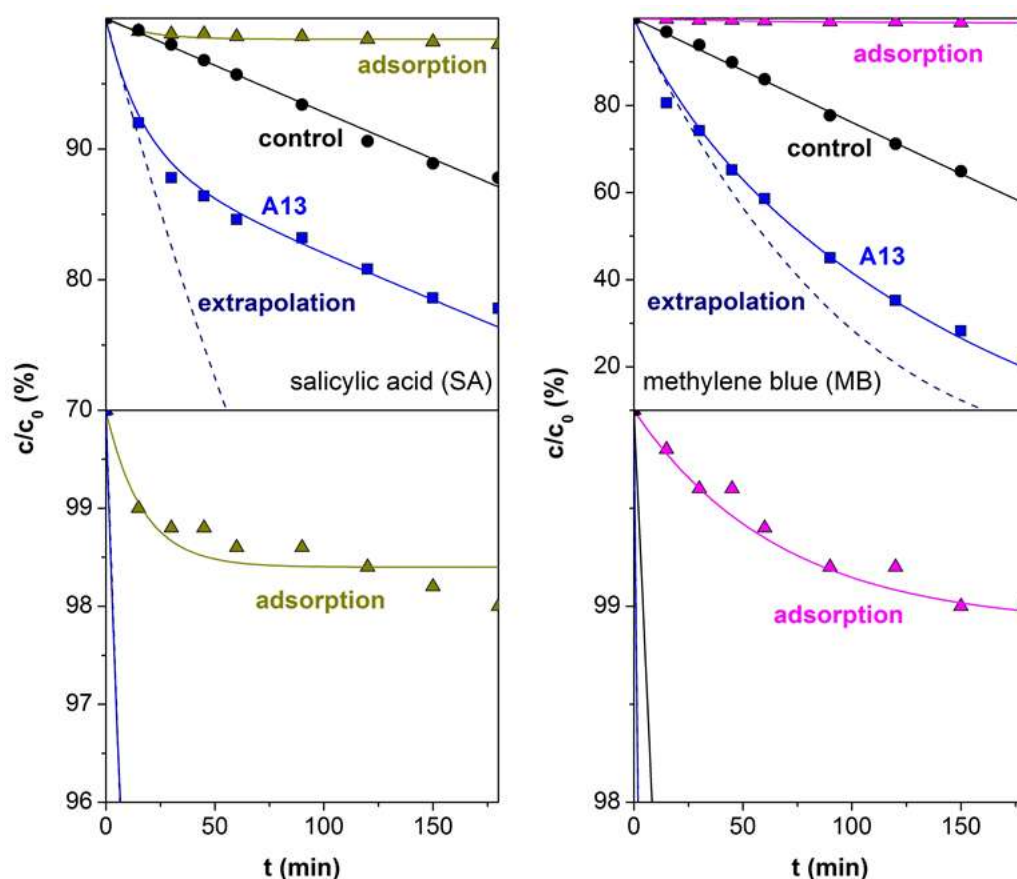 adsorption
control
90
A13
80
extrapolation
salicylic acid (SA)
c/c0 (%)
70
99
98
adsorption
97
96
0
50
100
150
t (min)
adsorption
80
control
60
A13
40
extrapolation
20
methylene blue (MB)
c/c0 (%)
99
adsorption
98
0
50
100
150
t (min)